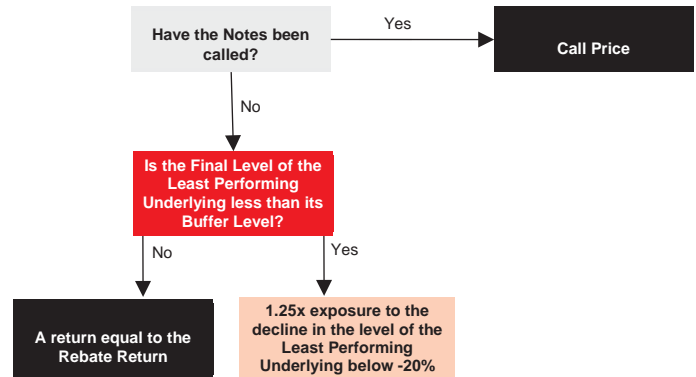 Have the Notes been
called?
Yes
Call Price
No
Is the Final Level of the
Least Performing
Underlying less than its
Buffer Level?
No
Yes
A return equal to the
Rebate Return
1.25x exposure to the
decline in the level of the
Least Performing
Underlying below -20%